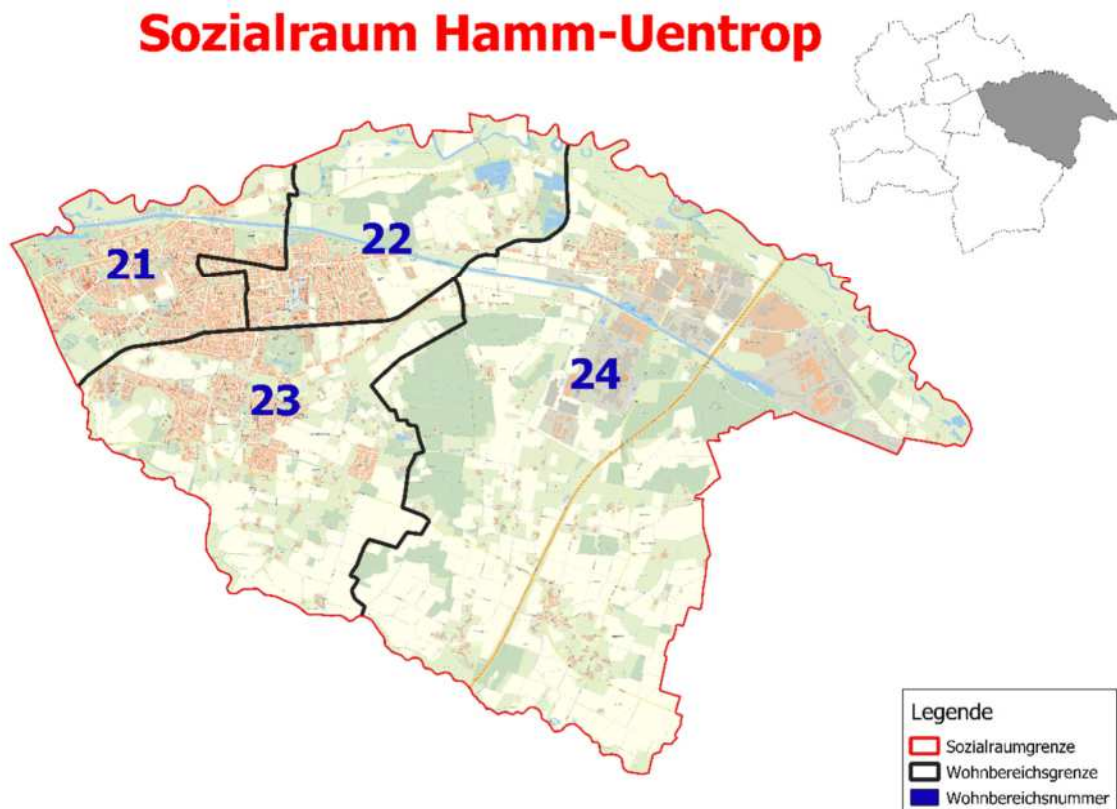 Sozialraum Hamm-Uentrop
21
22
23
24
Legende
Sozialraumgrenze
Wohnbereichsgrenze
Wohnbereichsnummer